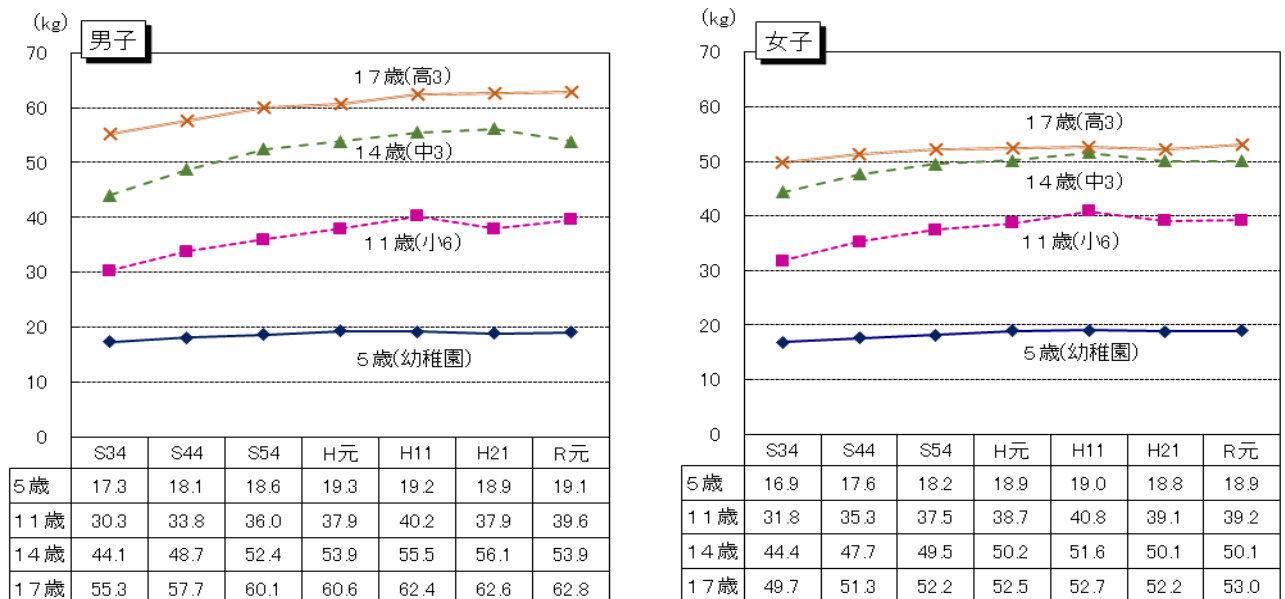 (kg)
男子
70
60
50
40
30
20
10
0
17歳(高3)
14歳(中3)
11歳(小6)
5歳(幼稚園)
S34 S44 S54 H元 H11 H21 R元
5歳 17.3 18.1 18.6 19.3 19.2 18.9 19.1
11歳 30.3 33.8 36.0 37.9 40.2 37.9 39.6
14歳 44.1 48.7 52.4 53.9 55.5 56.1 53.9
17歳 55.3 57.7 60.1 60.6 62.4 62.6 62.8
(kg)
女子
70
60
50
40
30
20
10
0
17歳(高3)
14歳(中3)
11歳(小6)
5歳(幼稚園)
S34 S44 S54 H元 H11 H21 R元
5歳 16.9 17.6 18.2 18.9 19.0 18.8 18.9
11歳 31.8 35.3 37.5 38.7 40.8 39.1 39.2
14歳 44.4 47.7 49.5 50.2 51.6 50.1 50.1
17歳 49.7 51.3 52.2 52.5 52.7 52.2 53.0